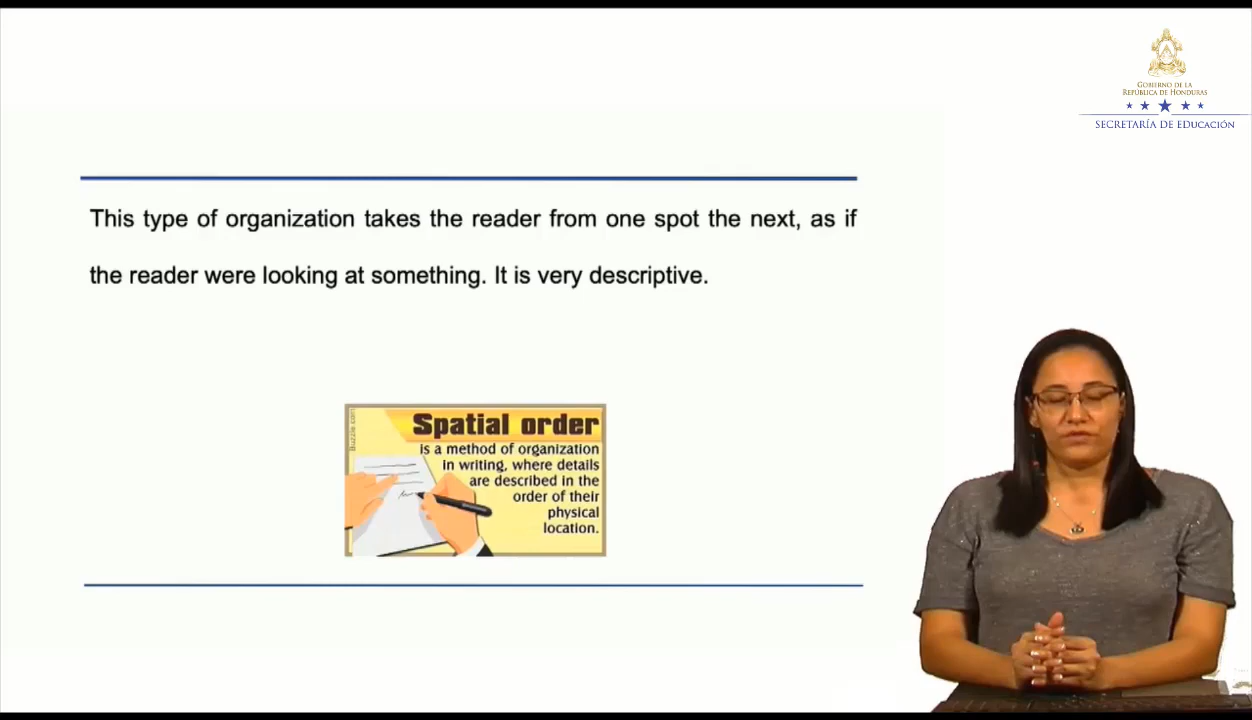 GOBIERNO DE LA
REPÚBLICA DE HONDURAS
SECRETARÍA DE EDUCACIÓN
This type of organization takes the reader from one spot the next, as if
the reader were looking at something. It is very descriptive.
Buzzle.com
Spatial order
is a method of organization
in writing, where details
are described in the
order of their
physical
location.